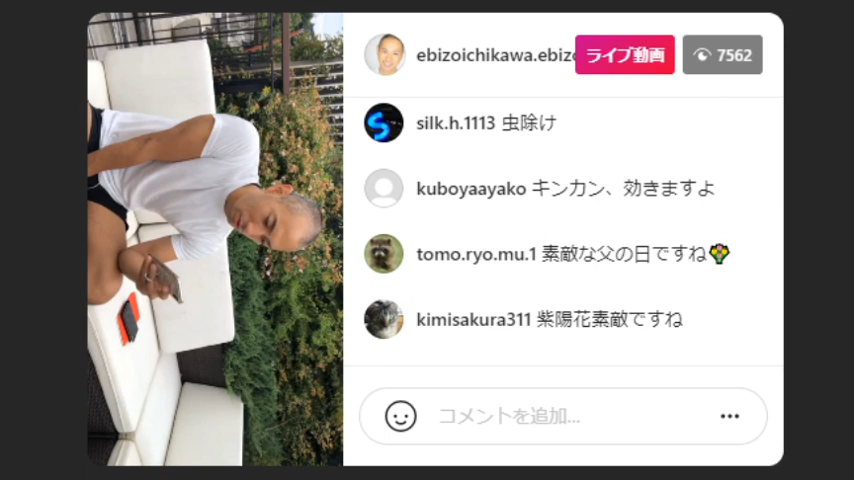 ebizoichikawa.ebizo ライブ動画 7562
silk.h.1113 虫除け
kuboyaayako キンカン、効きますよ
tomo.ryo.mu.1 素敵な父の日ですね
kimisakura311 紫陽花素敵ですね
コメントを追加...